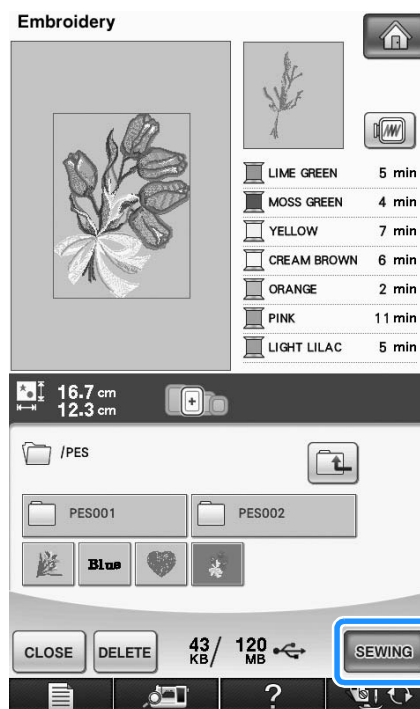 Embroidery
LIME GREEN 5 min
MOSS GREEN 4 min
YELLOW 7 min
CREAM BROWN 6 min
ORANGE 2 min
PINK 11 min
LIGHT LILAC 5 min
16.7 cm
12.3 cm
/PES
PES001 PES002
Blue
CLOSE DELETE 43 KB/ 120 MB SEWING
?